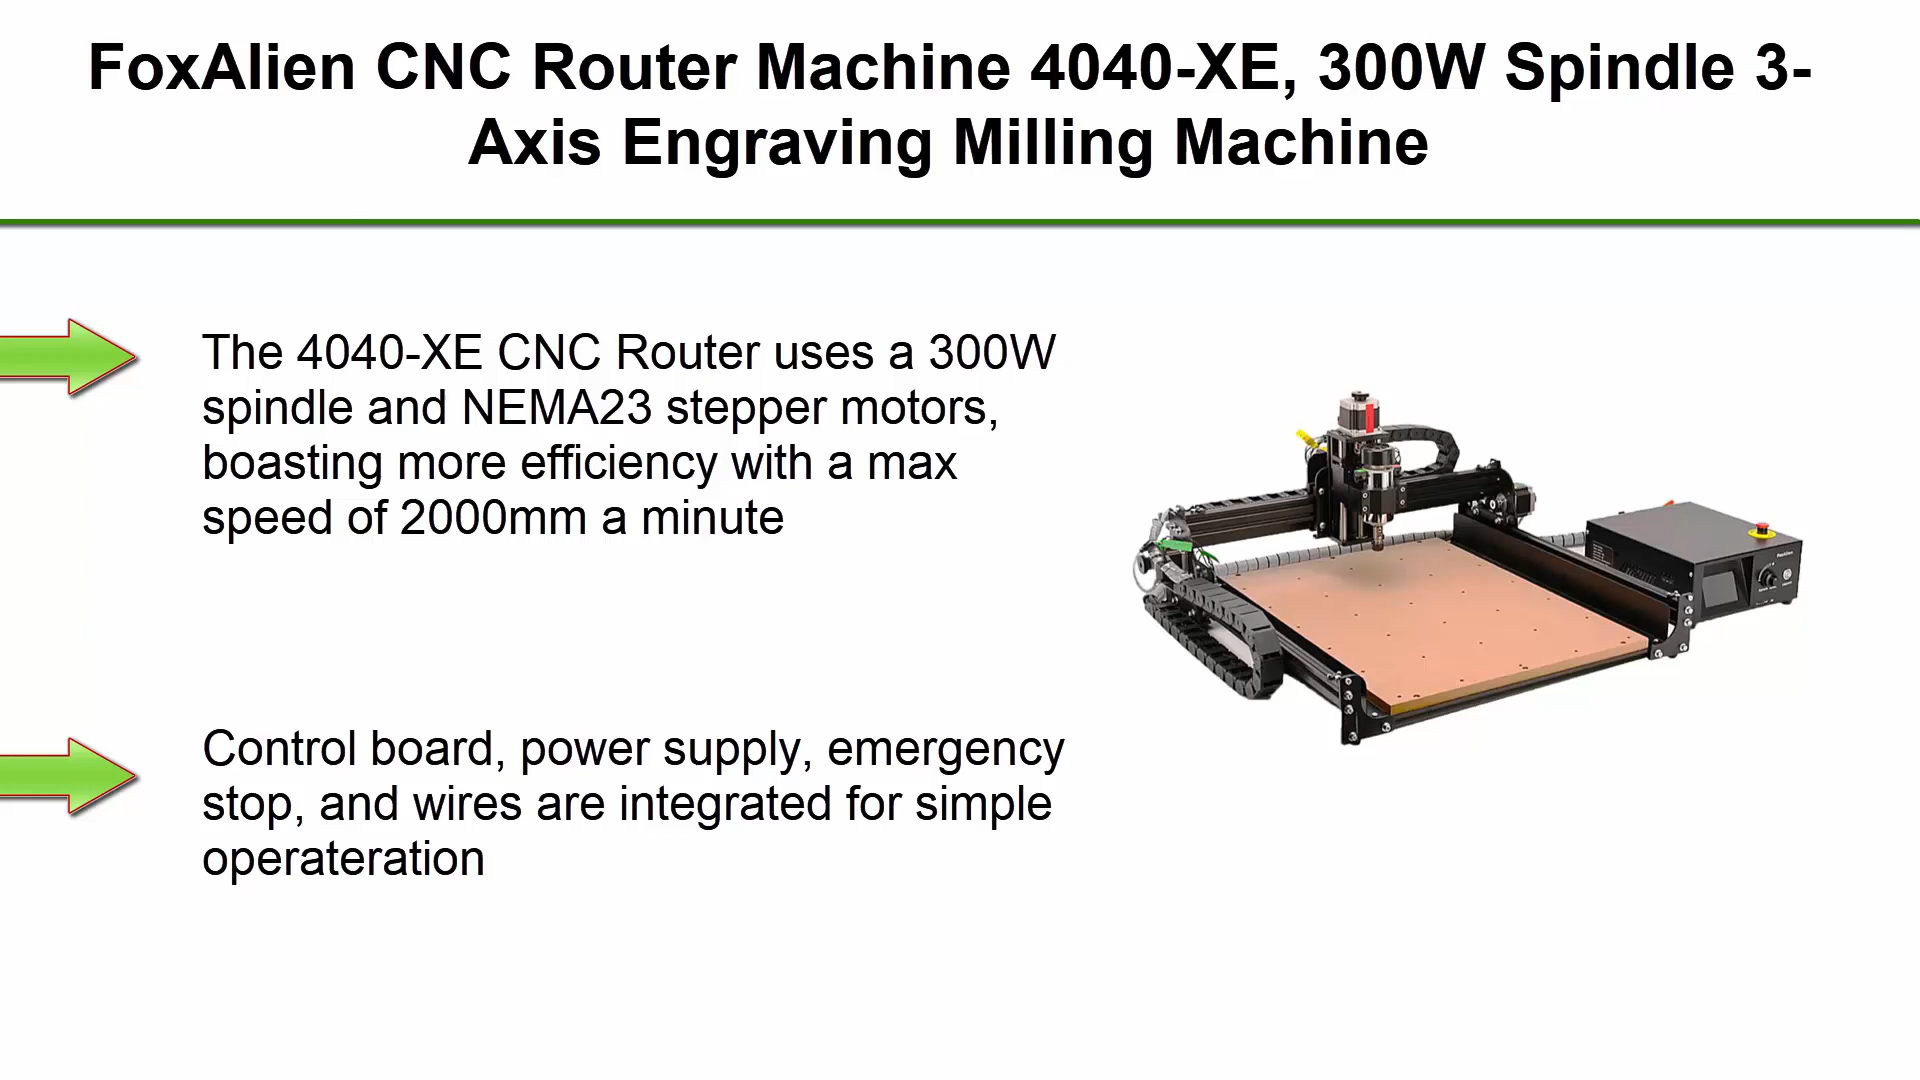 FoxAlien CNC Router Machine 4040-XE, 300W Spindle 3-
Axis Engraving Milling Machine
The 4040-XE CNC Router uses a 300W
spindle and NEMA23 stepper motors,
boasting more efficiency with a max
speed of 2000mm a minute
Control board, power supply, emergency
stop, and wires are integrated for simple
operateration
FoxAlien